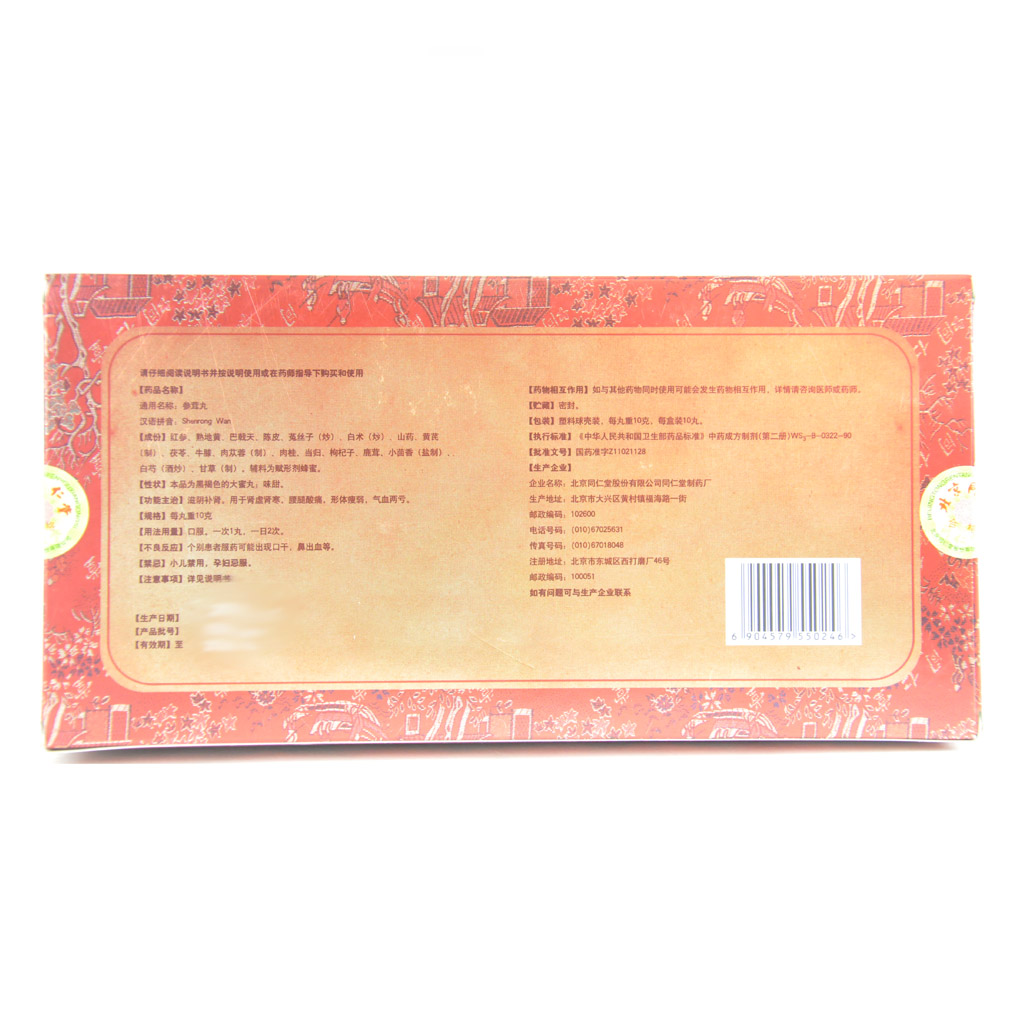 请仔细阅读说明书并按说明使用或在药师指导下购买和使用
【药品名称】
通用名称：参茸丸
汉语拼音：Shenrong Wan
【成份】红参、熟地黄、巴戟天、陈皮、菟丝子（炒）、白术（炒）、山药、黄芪
（制）、茯苓、牛膝、肉苁蓉（制）、肉桂、当归、枸杞子、鹿茸、小茴香（盐制）、
白芍（酒炒）、甘草（制）。辅料为赋形剂蜂蜜。
【性状】本品为黑褐色的大蜜丸；味甜。
【功能主治】滋阴补肾。用于肾虚肾寒，腰腿酸痛，形体瘦弱，气血两亏。
【规格】每丸重10克
【用法用量】口服。一次1丸，一日2次。
【不良反应】个别患者服药可能出现口干，鼻出血等。
【禁忌】小儿禁用，孕妇忌服。
【注意事项】详见说明书
【生产日期】
【产品批号】
【有效期】至
【药物相互作用】如与其他药物同时使用可能会发生药物相互作用，详情请咨询医师或药师。
【贮藏】密封。
【包装】塑料球壳装，每丸重10克，每盒装10丸。
【执行标准】《中华人民共和国卫生部药品标准》中药成方制剂(第二册)WS3-B-0322-90
【批准文号】国药准字Z11021128
【生产企业】
企业名称：北京同仁堂股份有限公司同仁堂制药厂
生产地址：北京市大兴区黄村镇福海路一街
邮政编码：102600
电话号码：(010)67025631
传真号码：(010)67018048
注册地址：北京市东城区西打磨厂46号
邮政编码：100051
如有问题可与生产企业联系
6 904579 550246 >